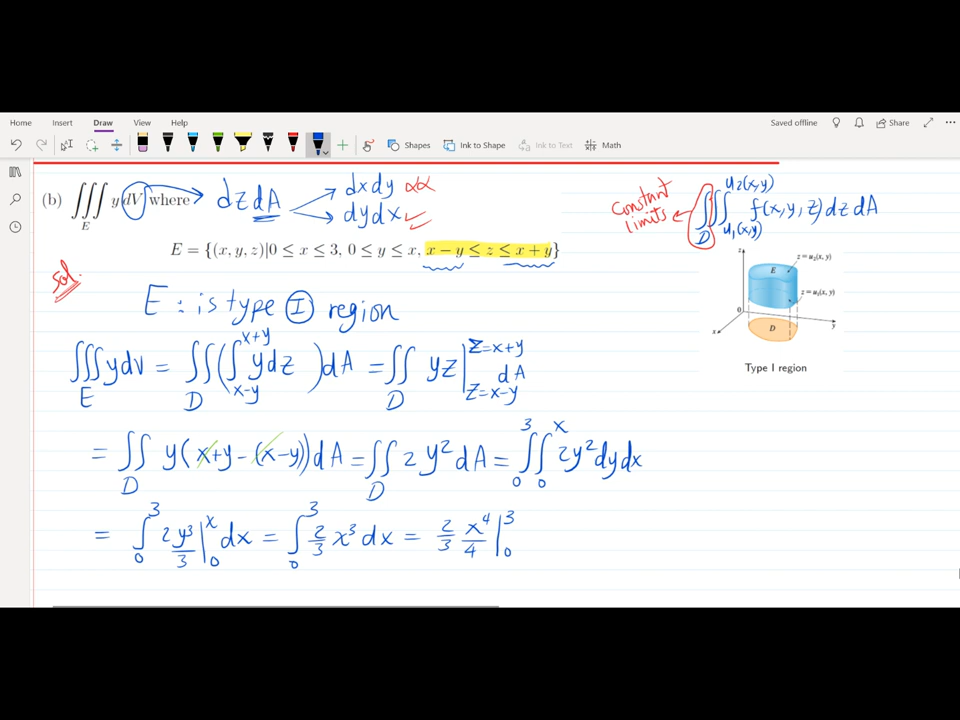 Home Insert Draw View Help Saved offline Share
Shapes Ink to Shape Ink to Text Math
(b) ∭_E y dV where → dz dA → dx dy ✗✗
→ dy dx ✓
E = {(x, y, z)|0 ≤ x ≤ 3, 0 ≤ y ≤ x, x − y ≤ z ≤ x + y}
Sol.
E : is type I region
∭_E y dv = ∬_D (∫_{x-y}^{x+y} y dz) dA = ∬_D yz |_{z=x-y}^{z=x+y} dA
= ∬_D y(x+y-(x-y)) dA = ∬_D 2y² dA = ∫_0^3 ∫_0^x 2y² dy dx
= ∫_0^3 2y³/3 |_0^x dx = ∫_0^3 2/3 x³ dx = 2/3 x⁴/4 |_0^3
Constant limits ← ∬_D ∫_{u₁(x,y)}^{u₂(x,y)} f(x,y,z) dz dA
z
z = u₂(x, y)
E
z = u₁(x, y)
0
D
x y
Type I region